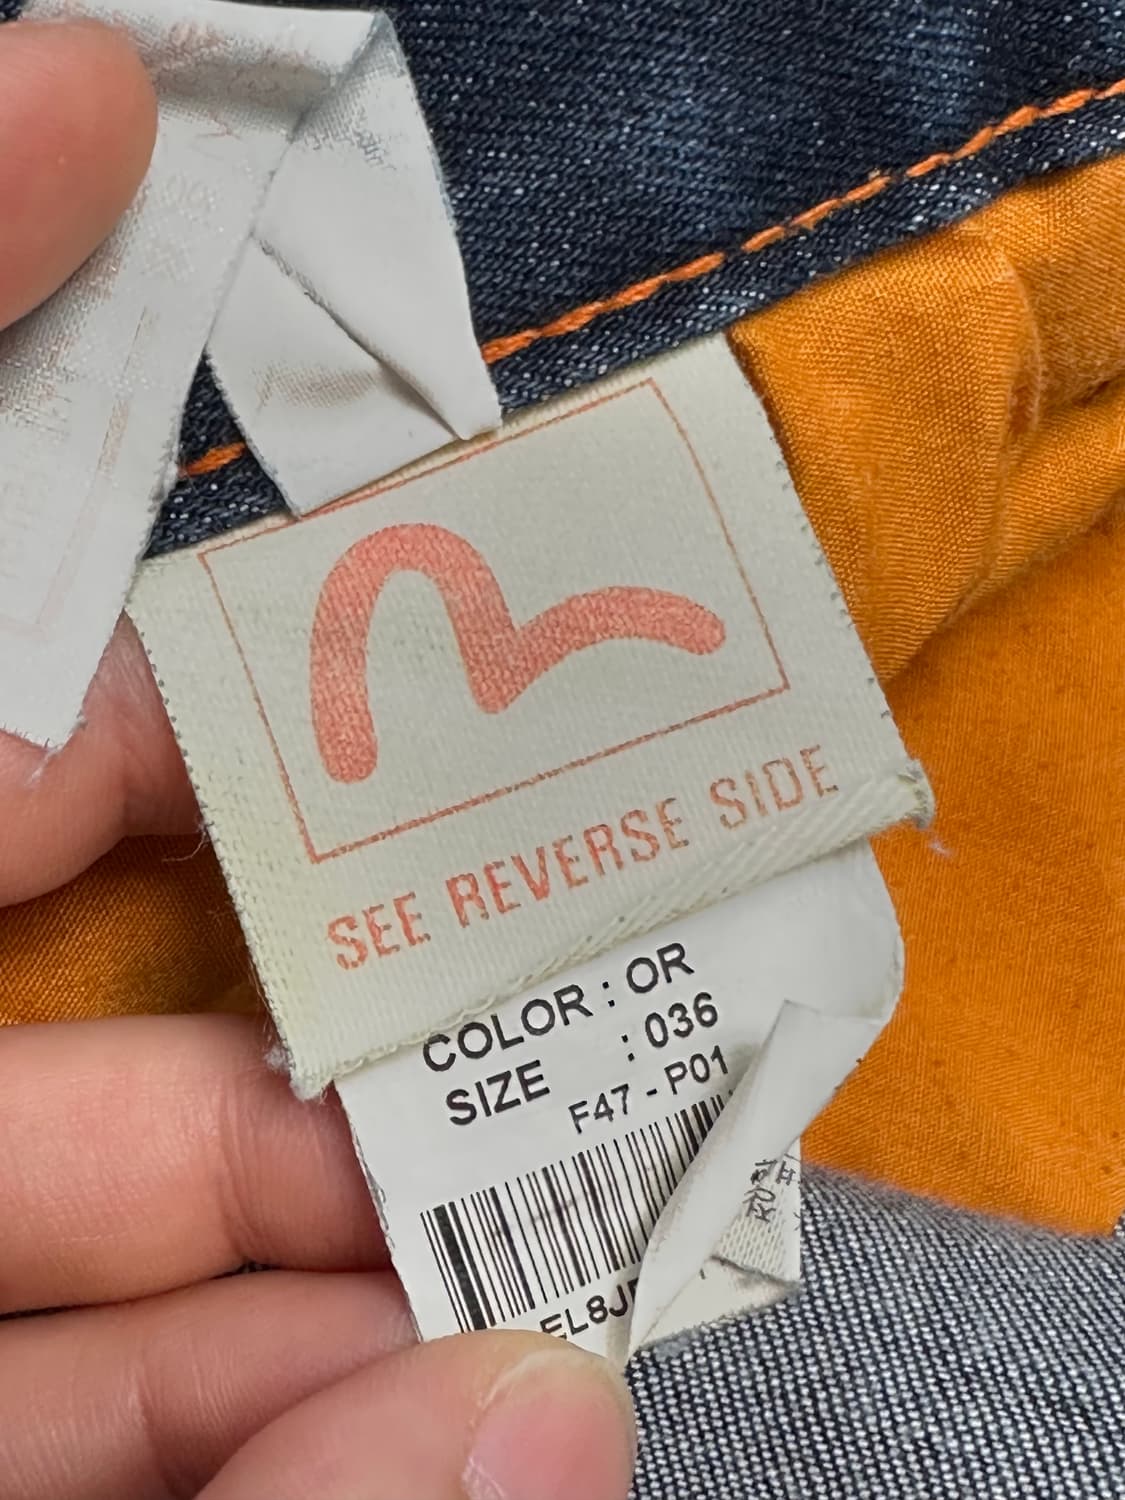 SEE REVERSE SIDE
COLOR : OR
SIZE : 036
F47 - P01